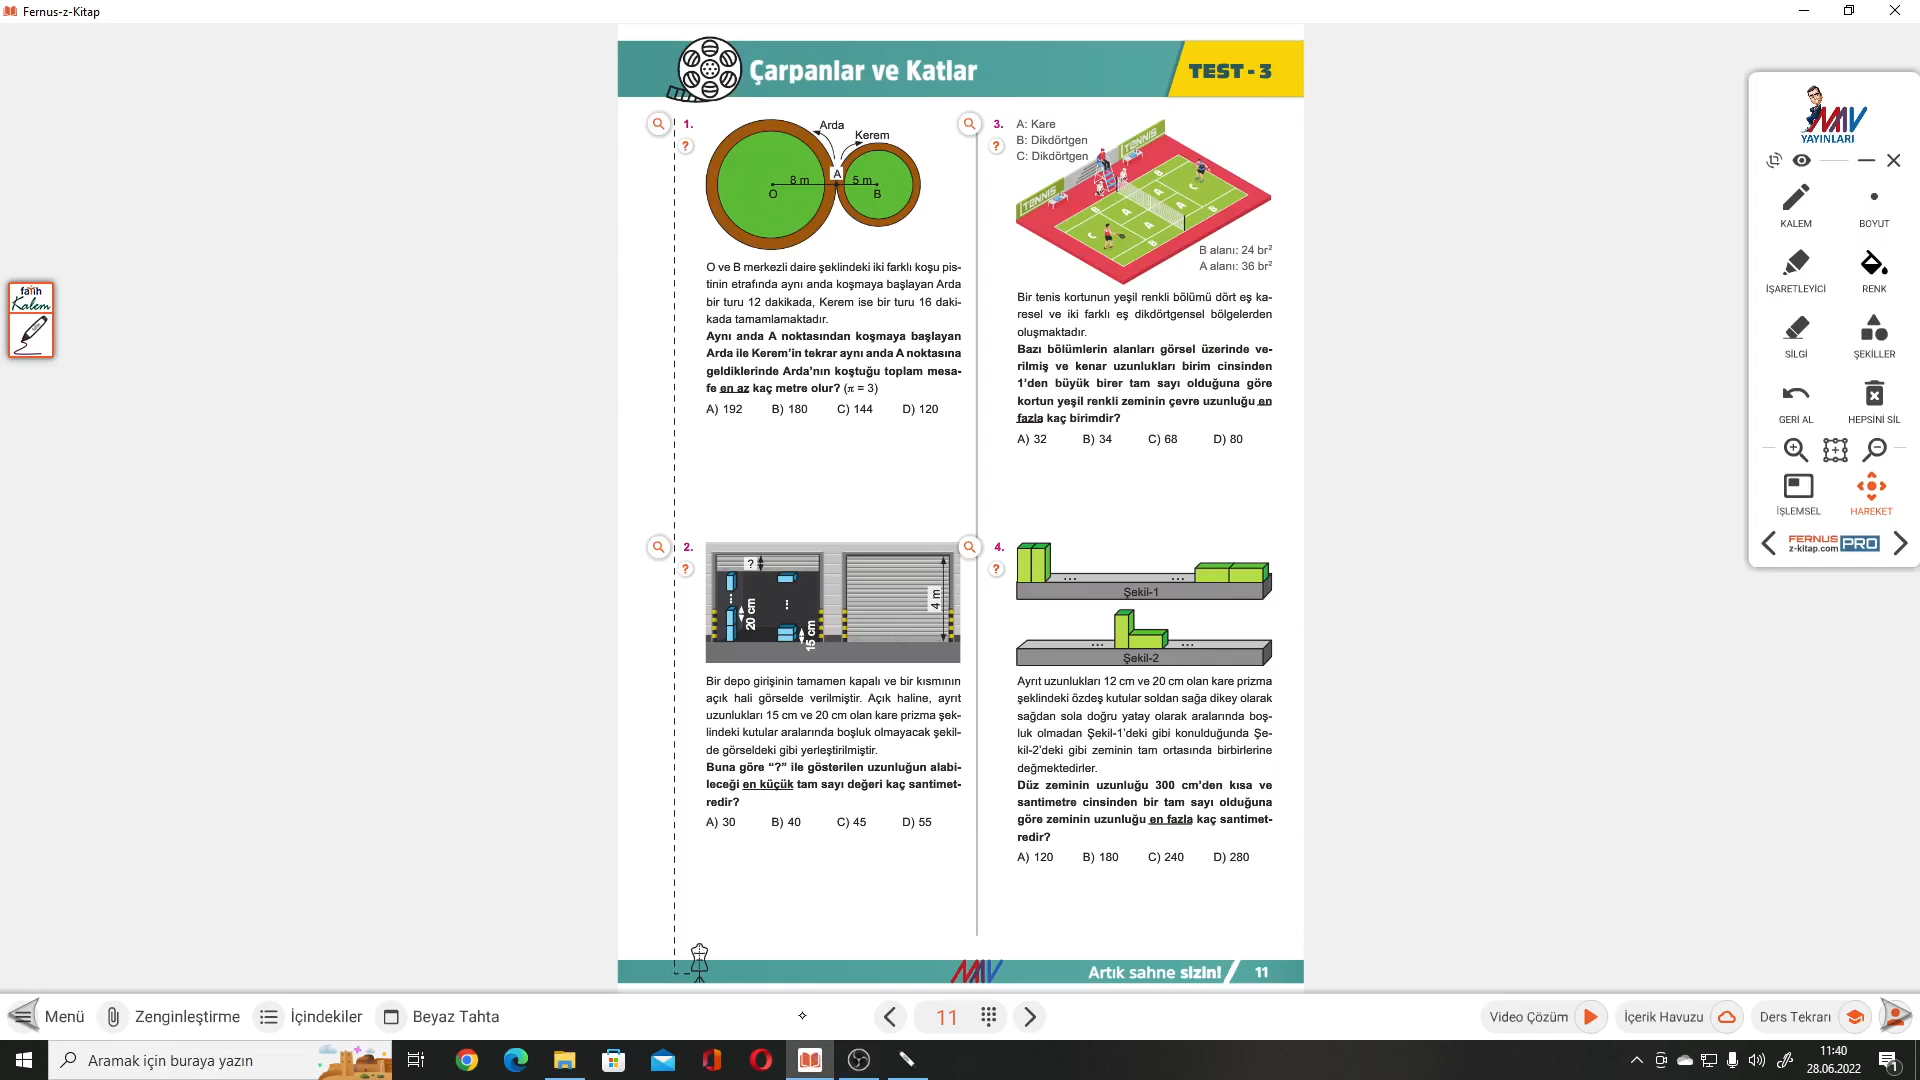 Fernus-z-Kitap
Çarpanlar ve Katlar
TEST - 3
1.
Arda
Kerem
A
8 m
5 m
O
B
O ve B merkezli daire şeklindeki iki farklı koşu pis-
tinin etrafında aynı anda koşmaya başlayan Arda
bir turu 12 dakikada, Kerem ise bir turu 16 daki-
kada tamamlamaktadır.
Aynı anda A noktasından koşmaya başlayan
Arda ile Kerem'in tekrar aynı anda A noktasına
geldiklerinde Arda'nın koştuğu toplam mesa-
fe en az kaç metre olur? (π = 3)
A) 192 B) 180 C) 144 D) 120
2.
?
20 cm
15 cm
4 m
Bir depo girişinin tamamen kapalı ve bir kısmının
açık hali görselde verilmiştir. Açık haline, ayrıt
uzunlukları 15 cm ve 20 cm olan kare prizma şek-
lindeki kutular aralarında boşluk olmayacak şekil-
de görseldeki gibi yerleştirilmiştir.
Buna göre “?” ile gösterilen uzunluğun alabi-
leceği en küçük tam sayı değeri kaç santimet-
redir?
A) 30 B) 40 C) 45 D) 55
3.
A: Kare
B: Dikdörtgen
C: Dikdörtgen
TENNIS
TENNIS
B
C
A
B
A
B
A
C
A
B
B alanı: 24 br²
A alanı: 36 br²
Bir tenis kortunun yeşil renkli bölümü dört eş ka-
resel ve iki farklı eş dikdörtgensel bölgelerden
oluşmaktadır.
Bazı bölümlerin alanları görsel üzerinde ve-
rilmiş ve kenar uzunlukları birim cinsinden
1'den büyük birer tam sayı olduğuna göre
kortun yeşil renkli zeminin çevre uzunluğu en
fazla kaç birimdir?
A) 32 B) 34 C) 68 D) 80
4.
Şekil-1
Şekil-2
Ayrıt uzunlukları 12 cm ve 20 cm olan kare prizma
şeklindeki özdeş kutular soldan sağa dikey olarak
sağdan sola doğru yatay olarak aralarında boş-
luk olmadan Şekil-1'deki gibi konulduğunda Şe-
kil-2'deki gibi zeminin tam ortasında birbirlerine
değmektedirler.
Düz zeminin uzunluğu 300 cm'den kısa ve
santimetre cinsinden bir tam sayı olduğuna
göre zeminin uzunluğu en fazla kaç santimet-
redir?
A) 120 B) 180 C) 240 D) 280
Artık sahne sizin!
11
fatih
Kalem
YAYINLARI
KALEM
BOYUT
İŞARETLEYİCİ
RENK
SİLGİ
ŞEKİLLER
GERİ AL
HEPSİNİ SİL
İŞLEMSEL
HAREKET
FERNUS
z-kitap.com
PRO
Menü
Zenginleştirme
İçindekiler
Beyaz Tahta
11
Video Çözüm
İçerik Havuzu
Ders Tekrarı
Aramak için buraya yazın
11:40
28.06.2022
1